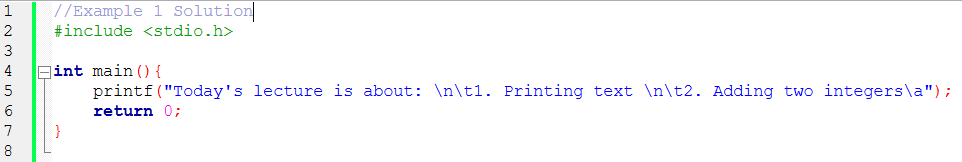 1 //Example 1 Solution
2 #include <stdio.h>
3
4 int main(){
5 printf("Today's lecture is about: \n\t1. Printing text \n\t2. Adding two integers\a");
6 return 0;
7 }
8